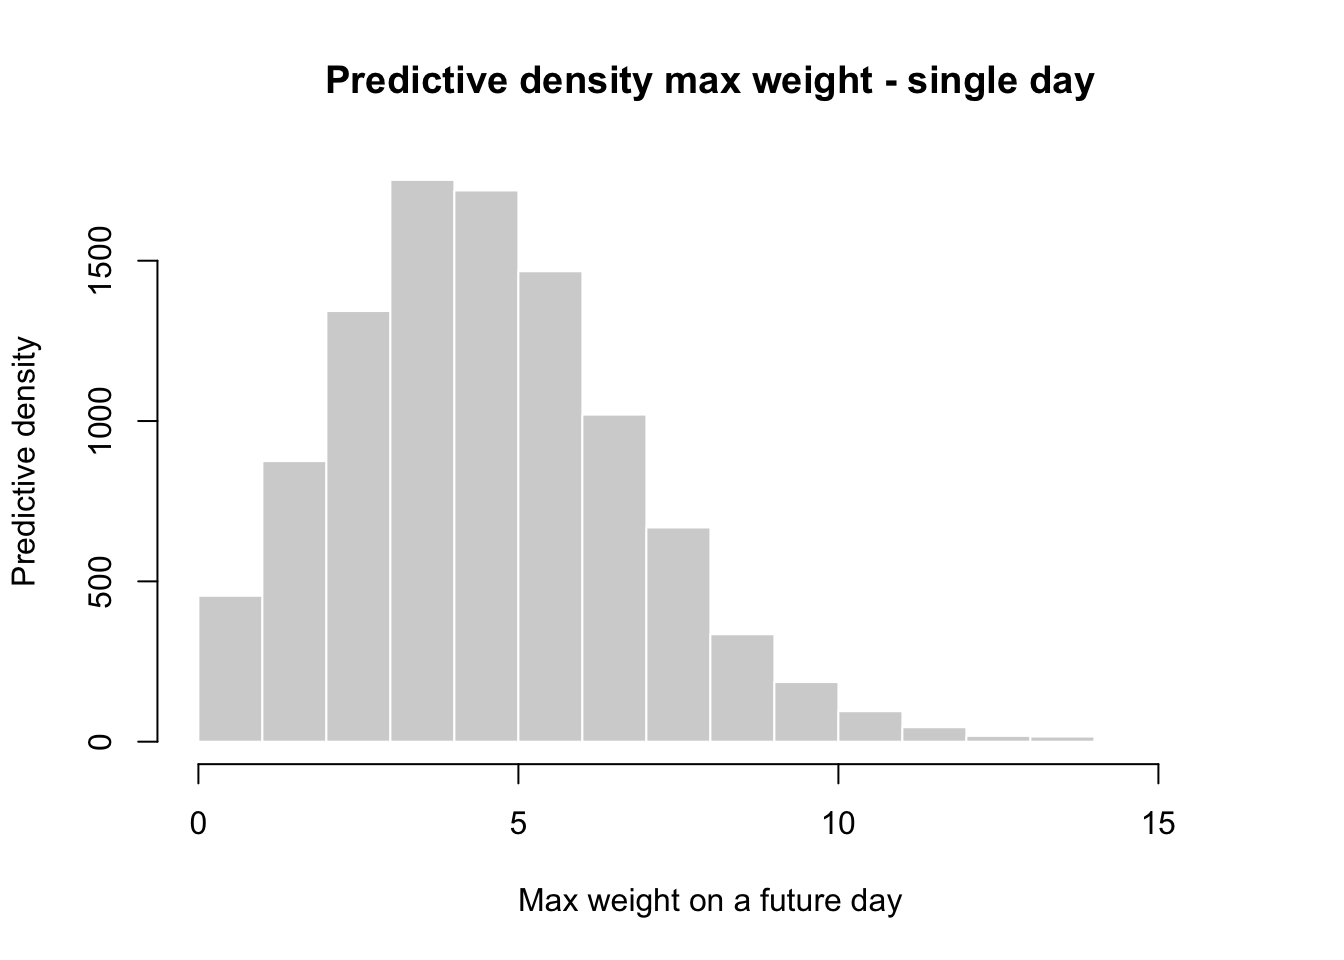 Predictive density max weight - single day
Predictive density
1500
1000
500
0
0 5 10 15
Max weight on a future day